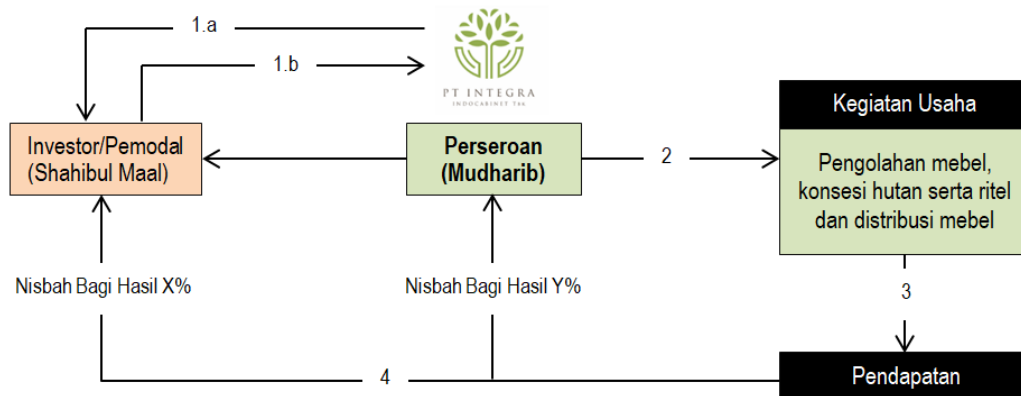 1.a
1.b
PT INTEGRA
INDOCABINET Tbk
Kegiatan Usaha
Investor/Pemodal
(Shahibul Maal)
Perseroan
(Mudharib)
2
Pengolahan mebel,
konsesi hutan serta ritel
dan distribusi mebel
Nisbah Bagi Hasil X%
Nisbah Bagi Hasil Y%
3
4
Pendapatan